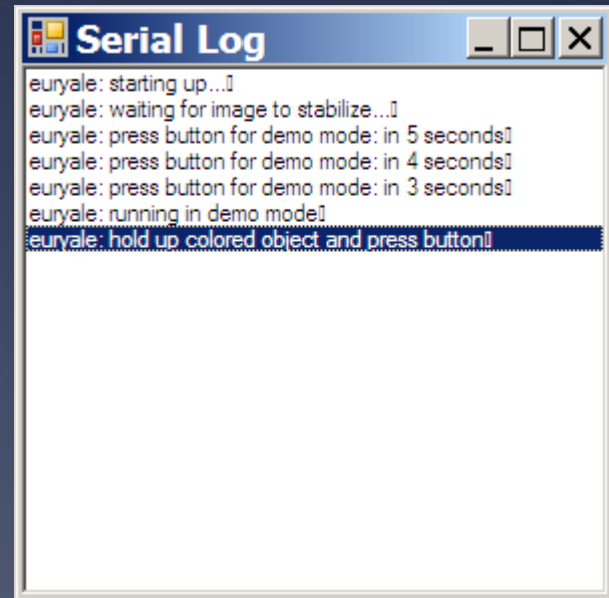 Serial Log
euryale: starting up...▯
euryale: waiting for image to stabilize...▯
euryale: press button for demo mode: in 5 seconds▯
euryale: press button for demo mode: in 4 seconds▯
euryale: press button for demo mode: in 3 seconds▯
euryale: running in demo mode▯
euryale: hold up colored object and press button▯